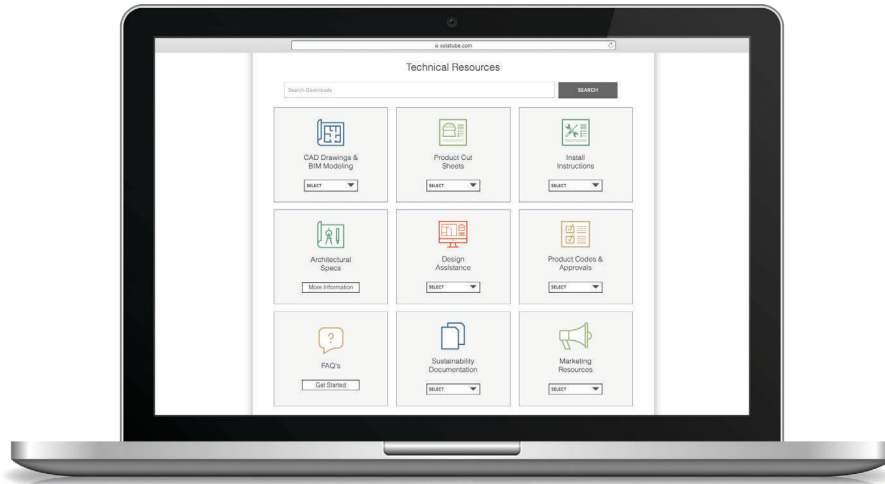 solatube.com
Technical Resources
Search Downloads
SEARCH
CAD Drawings &
BIM Modeling
SELECT
Product Cut
Sheets
SELECT
Install
Instructions
SELECT
Architectural
Specs
More Information
Design
Assistance
SELECT
Product Codes &
Approvals
SELECT
?
FAQ's
Get Started
Sustainability
Documentation
SELECT
Marketing
Resources
SELECT